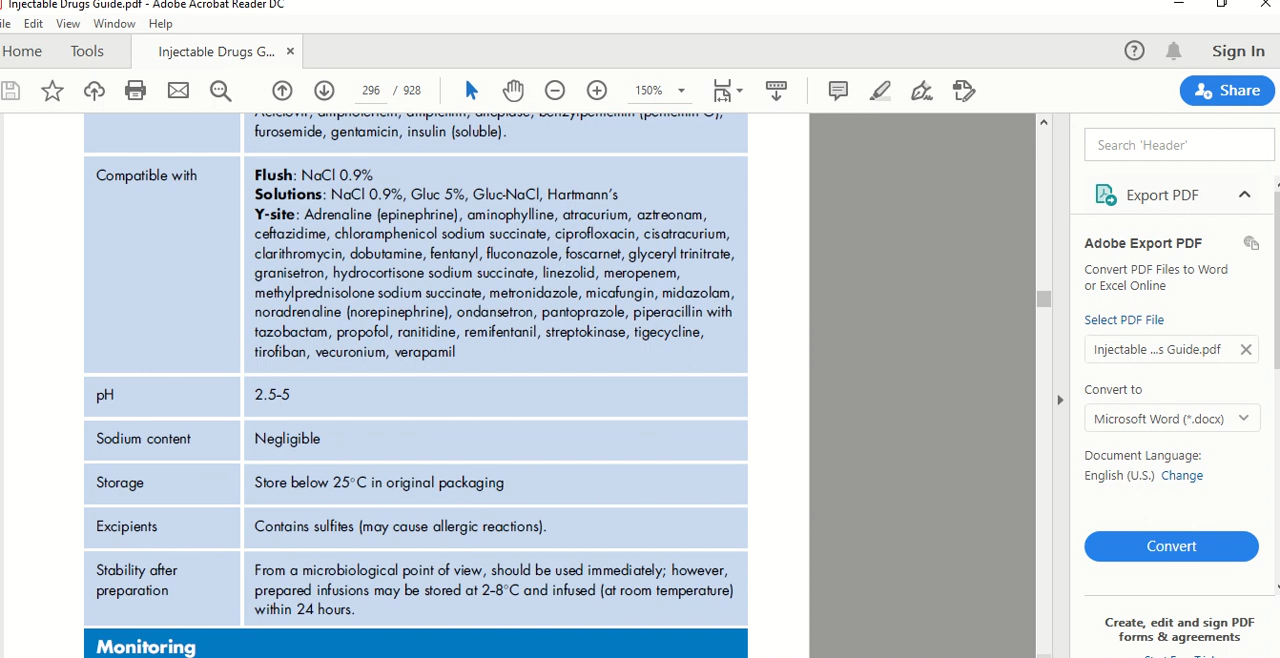 Injectable Drugs Guide.pdf - Adobe Acrobat Reader DC
Edit View Window Help
Home Tools Injectable Drugs G... ×
? Sign In
296 / 928 150%
Share
furosemide, gentamicin, insulin (soluble).
Compatible with
Flush: NaCl 0.9%
Solutions: NaCl 0.9%, Gluc 5%, Gluc-NaCl, Hartmann's
Y-site: Adrenaline (epinephrine), aminophylline, atracurium, aztreonam,
ceftazidime, chloramphenicol sodium succinate, ciprofloxacin, cisatracurium,
clarithromycin, dobutamine, fentanyl, fluconazole, foscarnet, glyceryl trinitrate,
granisetron, hydrocortisone sodium succinate, linezolid, meropenem,
methylprednisolone sodium succinate, metronidazole, micafungin, midazolam,
noradrenaline (norepinephrine), ondansetron, pantoprazole, piperacillin with
tazobactam, propofol, ranitidine, remifentanil, streptokinase, tigecycline,
tirofiban, vecuronium, verapamil
pH
2.5-5
Sodium content
Negligible
Storage
Store below 25°C in original packaging
Excipients
Contains sulfites (may cause allergic reactions).
Stability after
preparation
From a microbiological point of view, should be used immediately; however,
prepared infusions may be stored at 2-8°C and infused (at room temperature)
within 24 hours.
Monitoring
Search 'Header'
Export PDF
Adobe Export PDF
Convert PDF Files to Word
or Excel Online
Select PDF File
Injectable ...s Guide.pdf
Convert to
Microsoft Word (*.docx)
Document Language:
English (U.S.) Change
Convert
Create, edit and sign PDF
forms & agreements